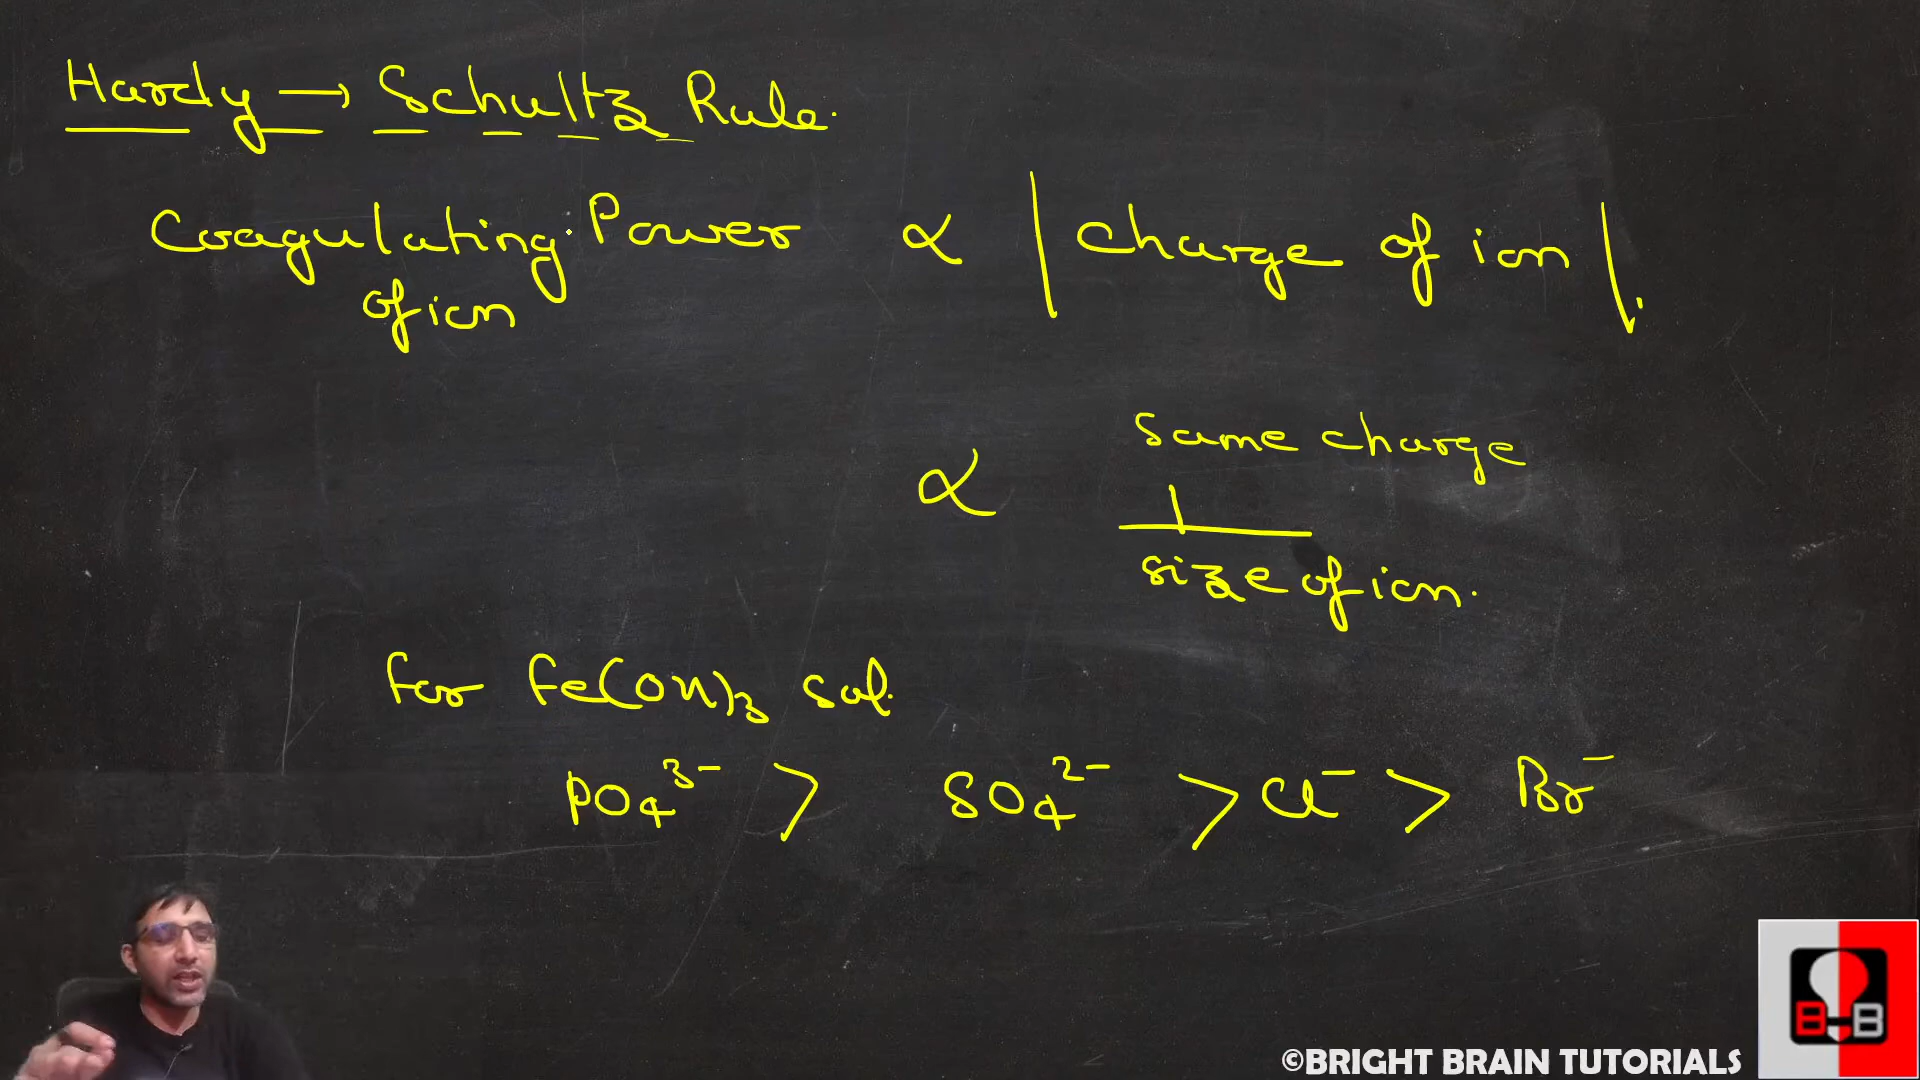 Hardy → Schultz Rule.
Coagulating Power ∝ | charge of ion |.
of ion
same charge
∝ 1
size of ion.
for Fe(OH)3 sol.
PO4³⁻ > SO4²⁻ > Cl⁻ > Br⁻
B B
©BRIGHT BRAIN TUTORIALS